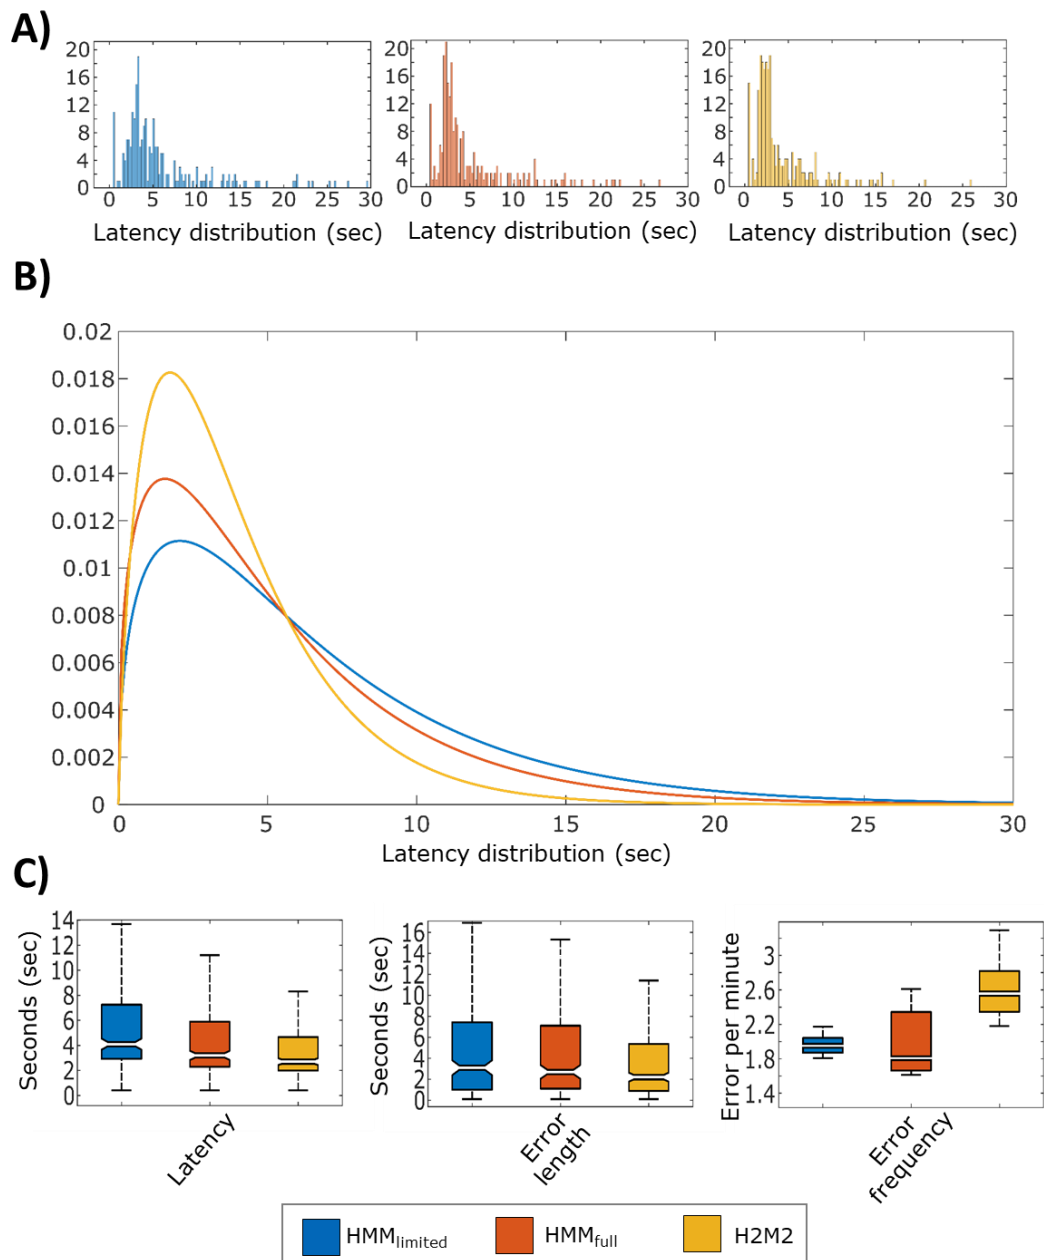 A)
20
16
12
8
4
0
0 5 10 15 20 25 30
Latency distribution (sec)
20
16
12
8
4
0
0 5 10 15 20 25 30
Latency distribution (sec)
20
16
12
8
4
0
0 5 10 15 20 25 30
Latency distribution (sec)
B)
0.02
0.018
0.016
0.014
0.012
0.01
0.008
0.006
0.004
0.002
0
0 5 10 15 20 25 30
Latency distribution (sec)
C)
Seconds (sec)
14
12
10
8
6
4
2
0
Latency
Seconds (sec)
16
14
12
10
8
6
4
2
0
Error
length
Error per minute
3
2.6
2.2
1.8
1.4
Error
frequency
HMMlimited HMMfull H2M2